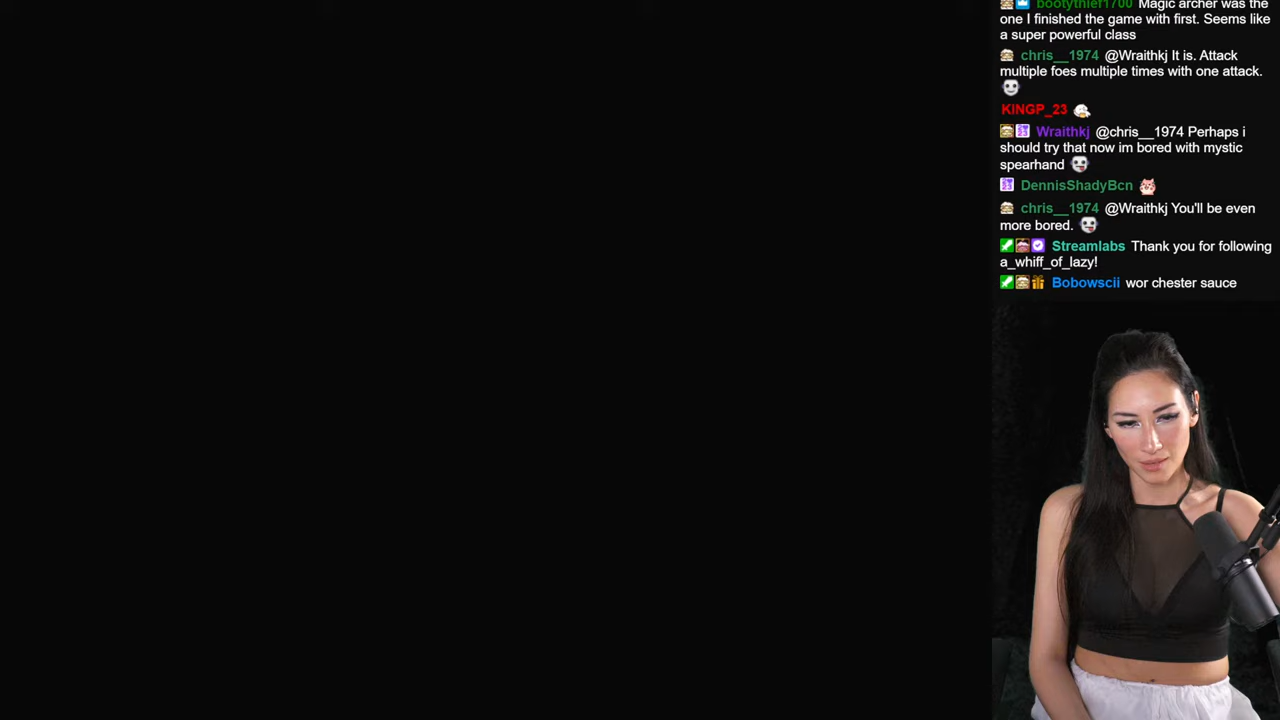 bootythief1700 Magic archer was the
one I finished the game with first. Seems like
a super powerful class
chris__1974 @Wraithkj It is. Attack
multiple foes multiple times with one attack.
KiNGP_23
Wraithkj @chris__1974 Perhaps i
should try that now im bored with mystic
spearhand
DennisShadyBcn
chris__1974 @Wraithkj You'll be even
more bored.
Streamlabs Thank you for following
a_whiff_of_lazy!
Bobowscii wor chester sauce